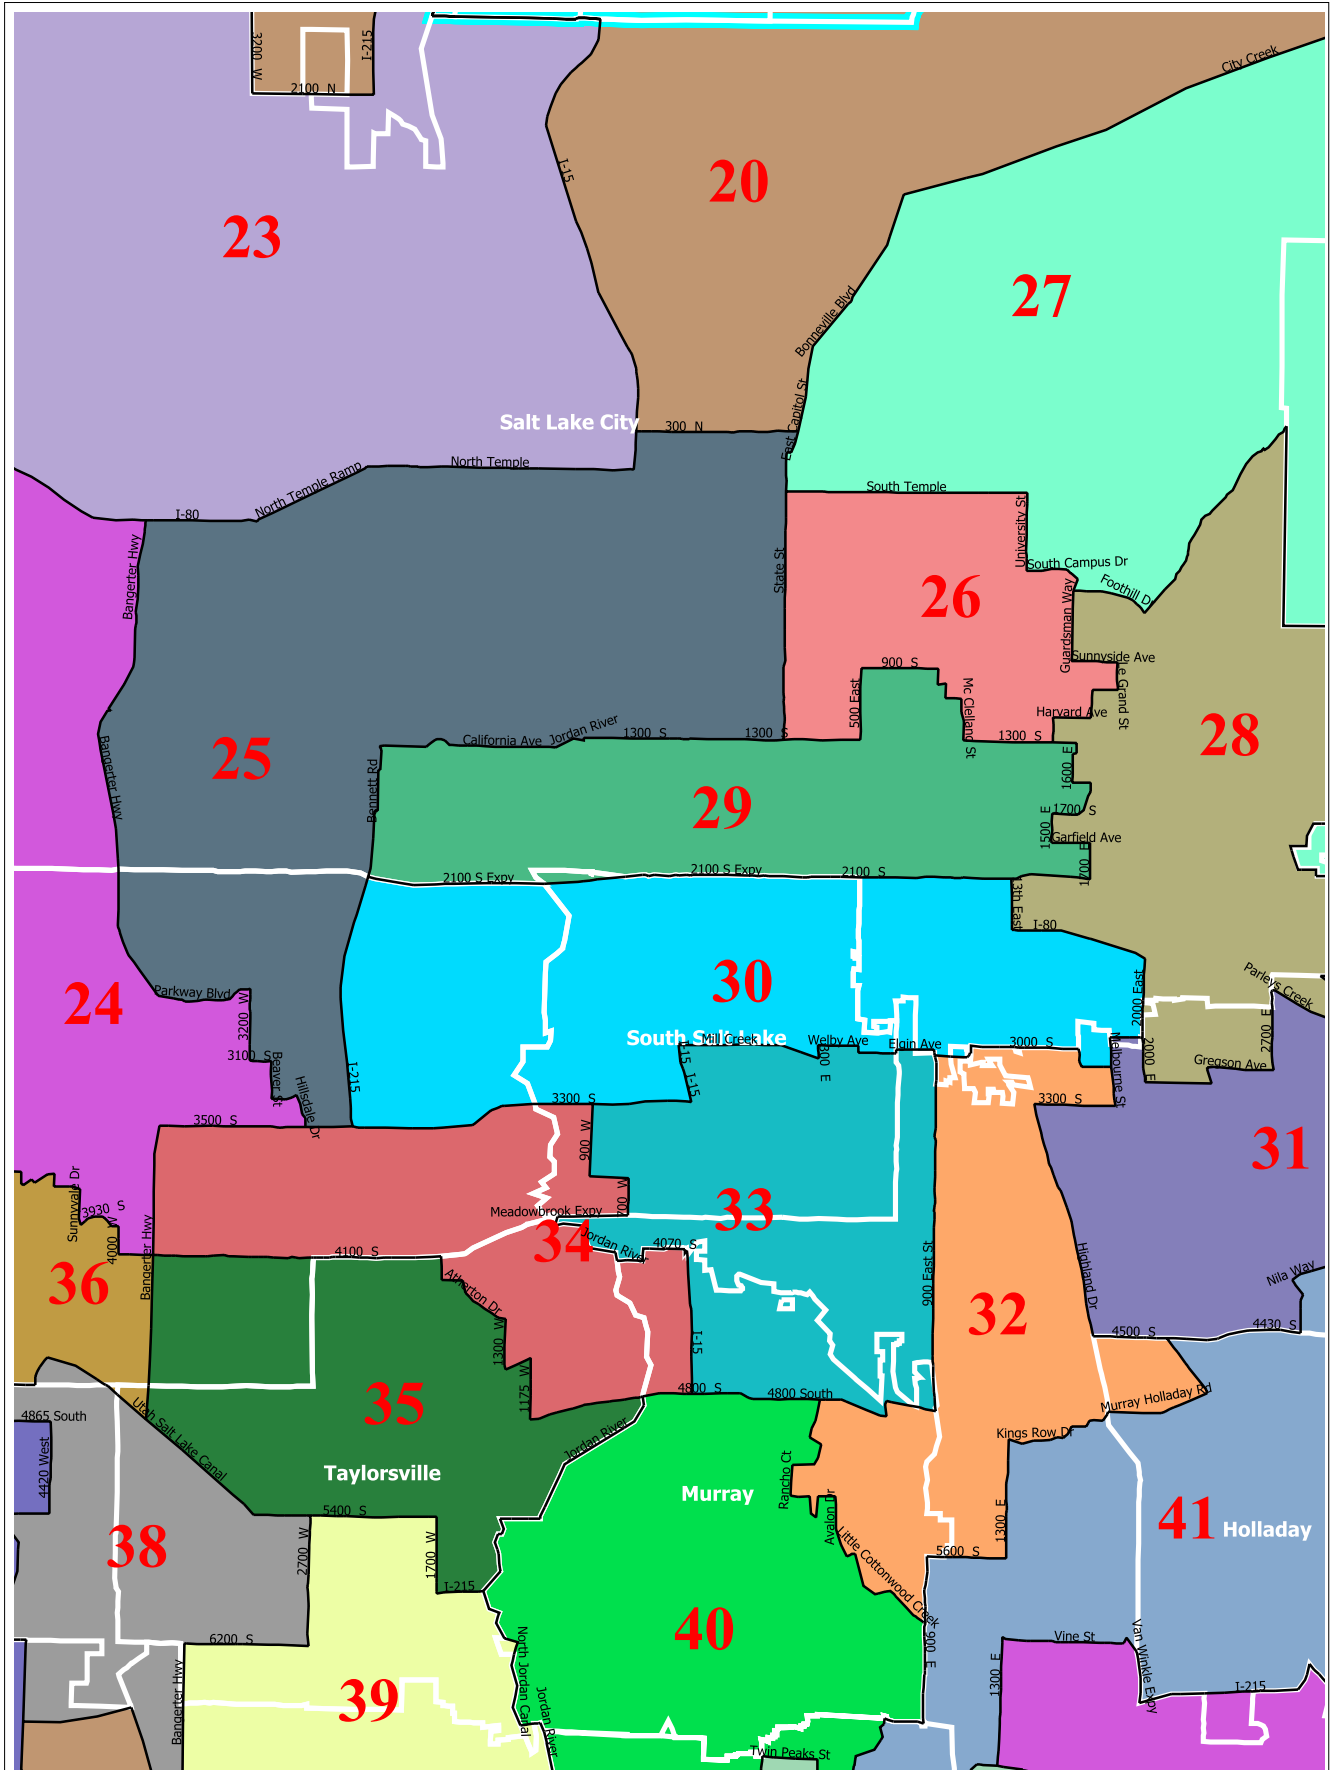 3200 W
I-215
2100 N
City Creek
I-15
20
23
27
Bonneville Blvd
East Capitol St
Salt Lake City
300 N
North Temple
North Temple Ramp
I-80
South Temple
University St
State St
Bangerter Hwy
South Campus Dr
Foothill D
Guardsman Way
26
Sunnyside Ave
Le Grand St
900 S
500 East
Mc Clelland St
Harvard Ave
1300 S
Jordan River
California Ave
1300 S
1300 S
28
25
Bangerter Hwy
Bennett Rd
1600 E
29
1700 S
1500 E
Garfield Ave
1700 E
2100 S Expy
2100 S Expy
2100 S
13th East
I-80
Parleys Creek
24
Parkway Blvd
3200 W
30
2000 East
South Salt Lake
Mill Creek
Welby Ave
Elgin Ave
3000 S
2700 E
3100 S
Beaver St
Hillsdale Dr
I-215
I-15
300 E
Melbourne St
2000 E
Gregson Ave
3500 S
3300 S
3300 S
900 W
31
Sunnyvale Dr
3930 S
4000 W
Bangerter Hwy
Meadowbrook Expy
700 W
33
34
Jordan River
4070 S
4100 S
900 East St
Highland Dr
Nila Way
36
Atherton Dr
1300 W
I-15
32
4500 S
4430 S
1175 W
35
4800 S
4800 South
Murray Holladay Rd
4865 South
Utah Salt Lake Canal
Jordan River
Kings Row Dr
4420 West
Taylorsville
Murray
Rancho Ct
Avalon Dr
1300 E
41
Holladay
5400 S
38
2700 W
1700 W
Little Cottonwood Creek
5600 S
I-215
900 E
6200 S
40
Vine St
Van Winkle Expy
1300 E
Bangerter Hwy
39
North Jordan Canal
Jordan River
I-215
Twin Peaks St